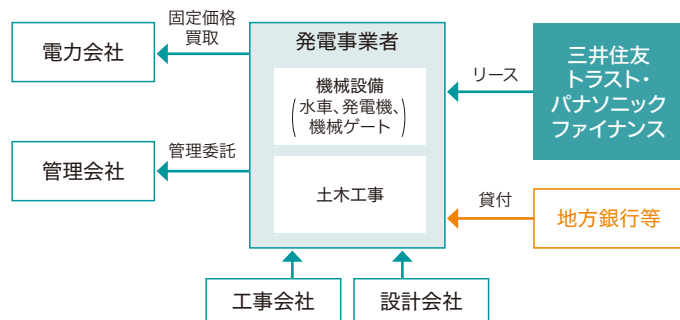 固定価格
買取
電力会社
管理委託
管理会社
発電事業者
機械設備
(水車、発電機、
機械ゲート)
土木工事
リース
三井住友
トラスト・
パナソニック
ファイナンス
貸付
地方銀行等
工事会社
設計会社